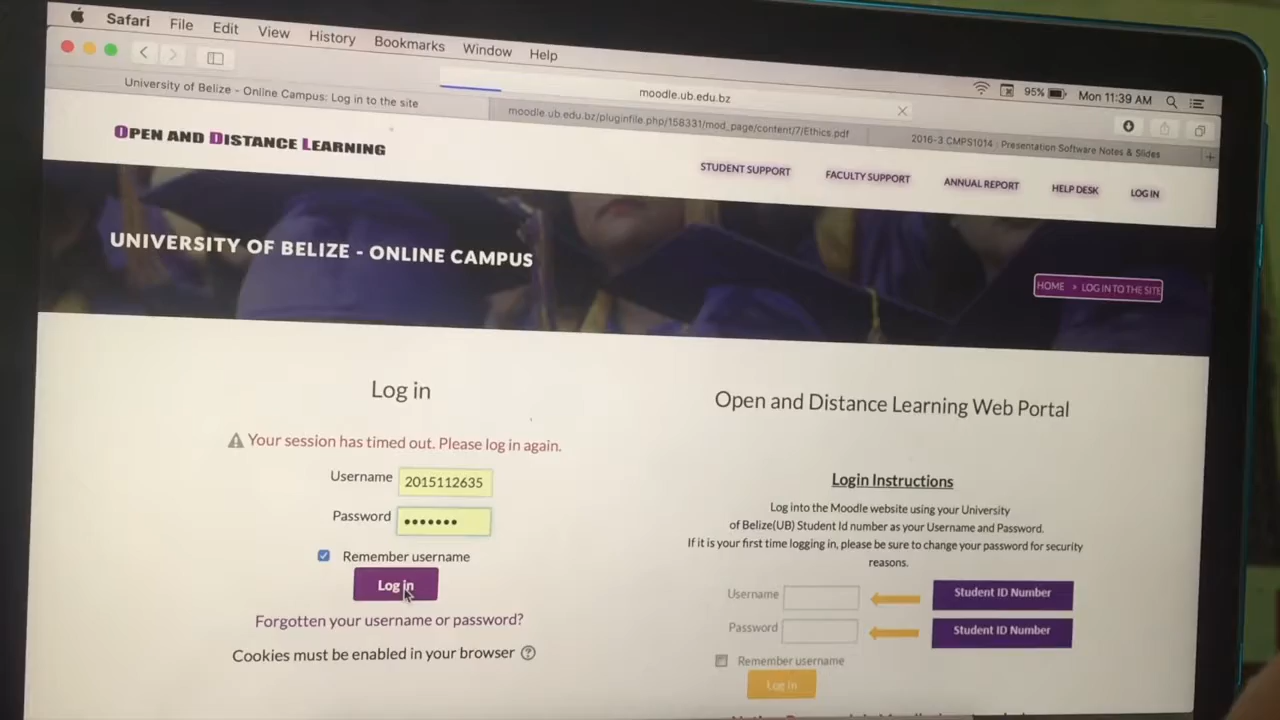 Safari File Edit View History Bookmarks Window Help
95% Mon 11:39 AM
moodle.ub.edu.bz
University of Belize - Online Campus: Log in to the site
moodle.ub.edu.bz/pluginfile.php/158331/mod_page/content/7/Ethics.pdf
2016-3 CMPS1014 : Presentation Software Notes & Slides
OPEN AND DISTANCE LEARNING
STUDENT SUPPORT FACULTY SUPPORT ANNUAL REPORT HELP DESK LOG IN
UNIVERSITY OF BELIZE - ONLINE CAMPUS
HOME » LOG IN TO THE SITE
Log in
Your session has timed out. Please log in again.
Username 2015112635
Password •••••••
Remember username
Log in
Forgotten your username or password?
Cookies must be enabled in your browser ?
Open and Distance Learning Web Portal
Login Instructions
Log into the Moodle website using your University
of Belize(UB) Student Id number as your Username and Password.
If it is your first time logging in, please be sure to change your password for security
reasons.
Username Student ID Number
Password Student ID Number
Remember username
Log in